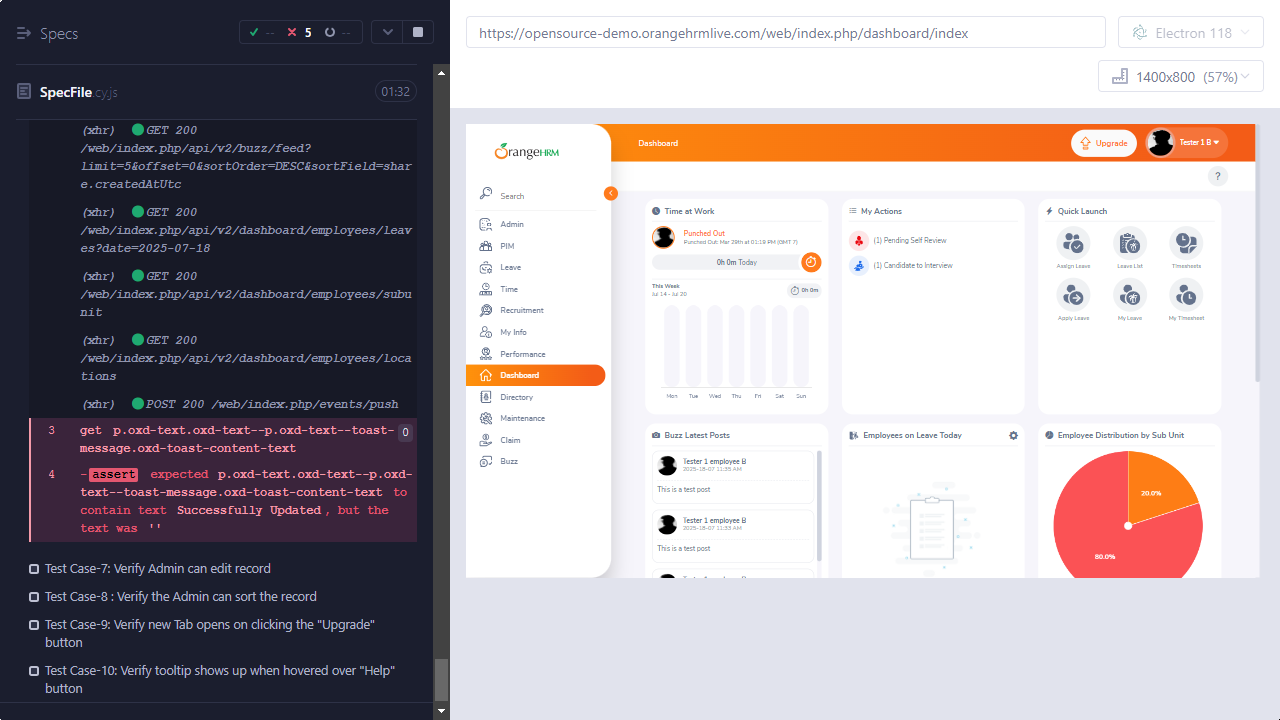 Specs
-- 5 --
SpecFile.cy.js
01:32
(xhr) GET 200
/web/index.php/api/v2/buzz/feed?
limit=5&offset=0&sortOrder=DESC&sortField=shar
e.createdAtUtc
(xhr) GET 200
/web/index.php/api/v2/dashboard/employees/leav
es?date=2025-07-18
(xhr) GET 200
/web/index.php/api/v2/dashboard/employees/subu
nit
(xhr) GET 200
/web/index.php/api/v2/dashboard/employees/loca
tions
(xhr) POST 200 /web/index.php/events/push
3 get p.oxd-text.oxd-text--p.oxd-text--toast- 0
message.oxd-toast-content-text
4 -assert expected p.oxd-text.oxd-text--p.oxd-
text--toast-message.oxd-toast-content-text to
contain text Successfully Updated, but the
text was ''
Test Case-7: Verify Admin can edit record
Test Case-8 : Verify the Admin can sort the record
Test Case-9: Verify new Tab opens on clicking the "Upgrade"
button
Test Case-10: Verify tooltip shows up when hovered over "Help"
button
https://opensource-demo.orangehrmlive.com/web/index.php/dashboard/index
Electron 118
1400x800 (57%)
OrangeHRM
Search
Admin
PIM
Leave
Time
Recruitment
My Info
Performance
Dashboard
Directory
Maintenance
Claim
Buzz
Dashboard
Upgrade
Tester 1 B
?
Time at Work
Punched Out
Punched Out: Mar 29th at 01:19 PM (GMT 7)
0h 0m Today
This Week
Jul 14 - Jul 20
0h 0m
Mon Tue Wed Thu Fri Sat Sun
My Actions
(1) Pending Self Review
(1) Candidate to Interview
Quick Launch
Assign Leave Leave List Timesheets
Apply Leave My Leave My Timesheet
Buzz Latest Posts
Tester 1 employee B
2025-18-07 11:35 AM
This is a test post
Tester 1 employee B
2025-18-07 11:33 AM
This is a test post
Employees on Leave Today
Employee Distribution by Sub Unit
20.0%
80.0%